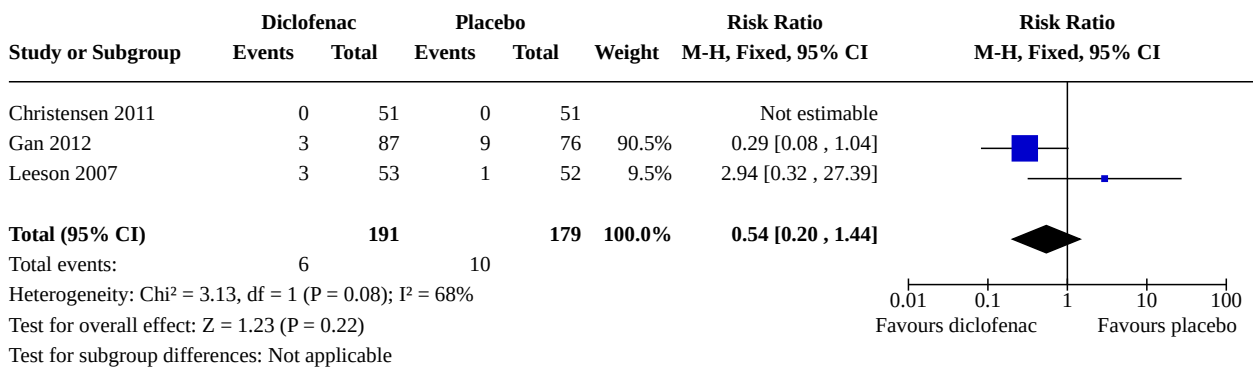 Diclofenac Placebo Risk Ratio Risk Ratio
Study or Subgroup Events Total Events Total Weight M-H, Fixed, 95% CI M-H, Fixed, 95% CI
Christensen 2011 0 51 0 51 Not estimable
Gan 2012 3 87 9 76 90.5% 0.29 [0.08 , 1.04]
Leeson 2007 3 53 1 52 9.5% 2.94 [0.32 , 27.39]
Total (95% CI) 191 179 100.0% 0.54 [0.20 , 1.44]
Total events: 6 10
Heterogeneity: Chi² = 3.13, df = 1 (P = 0.08); I² = 68%
0.01 0.1 1 10 100
Test for overall effect: Z = 1.23 (P = 0.22) Favours diclofenac Favours placebo
Test for subgroup differences: Not applicable